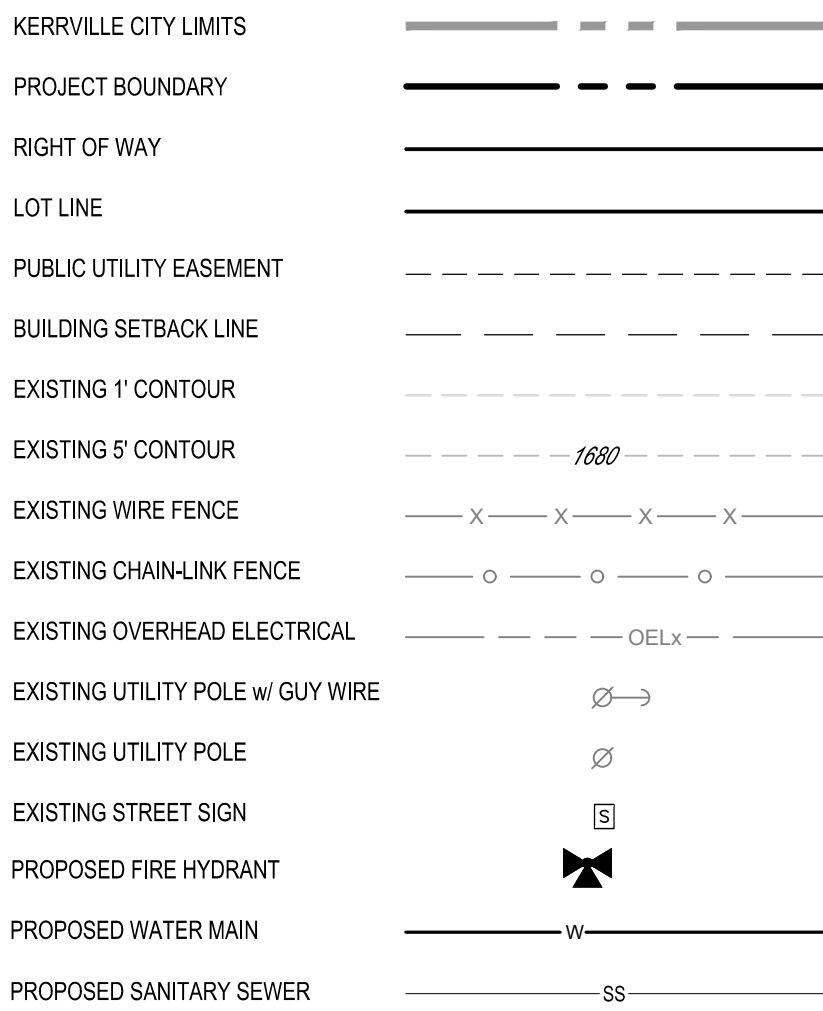 KERRVILLE CITY LIMITS
PROJECT BOUNDARY
RIGHT OF WAY
LOT LINE
PUBLIC UTILITY EASEMENT
BUILDING SETBACK LINE
EXISTING 1' CONTOUR
EXISTING 5' CONTOUR 1680
EXISTING WIRE FENCE X X X X
EXISTING CHAIN-LINK FENCE
EXISTING OVERHEAD ELECTRICAL OELx
EXISTING UTILITY POLE w/ GUY WIRE
EXISTING UTILITY POLE
EXISTING STREET SIGN S
PROPOSED FIRE HYDRANT
PROPOSED WATER MAIN W
PROPOSED SANITARY SEWER SS